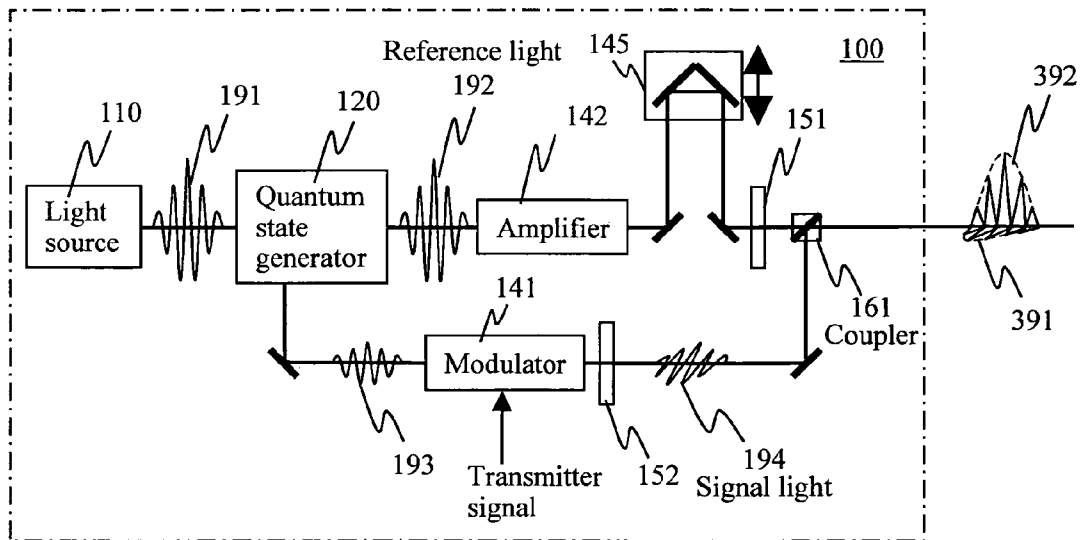 100
145
Reference light
392
191
120
192
142
151
110
Light
source
Quantum
state
generator
Amplifier
161
Coupler
391
141
Modulator
193
Transmitter
signal
152
194
Signal light